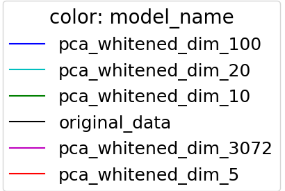 color: model_name
pca_whitened_dim_100
pca_whitened_dim_20
pca_whitened_dim_10
original_data
pca_whitened_dim_3072
pca_whitened_dim_5